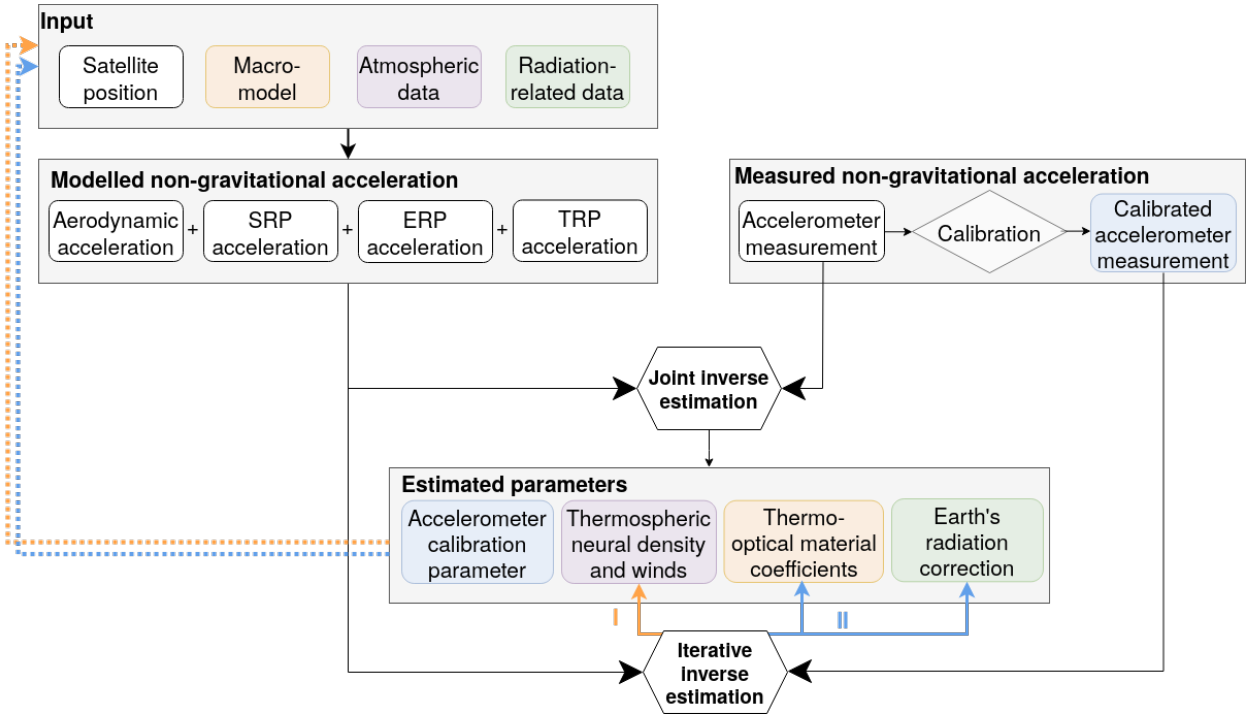 Input
Satellite
position
Macro-
model
Atmospheric
data
Radiation-
related data
Modelled non-gravitational acceleration
Aerodynamic
acceleration
+
SRP
acceleration
+
ERP
acceleration
+
TRP
acceleration
Measured non-gravitational acceleration
Accelerometer
measurement
Calibration
Calibrated
accelerometer
measurement
Joint inverse
estimation
Estimated parameters
Accelerometer
calibration
parameter
Thermospheric
neural density
and winds
Thermo-
optical material
coefficients
Earth's
radiation
correction
I
II
Iterative
inverse
estimation